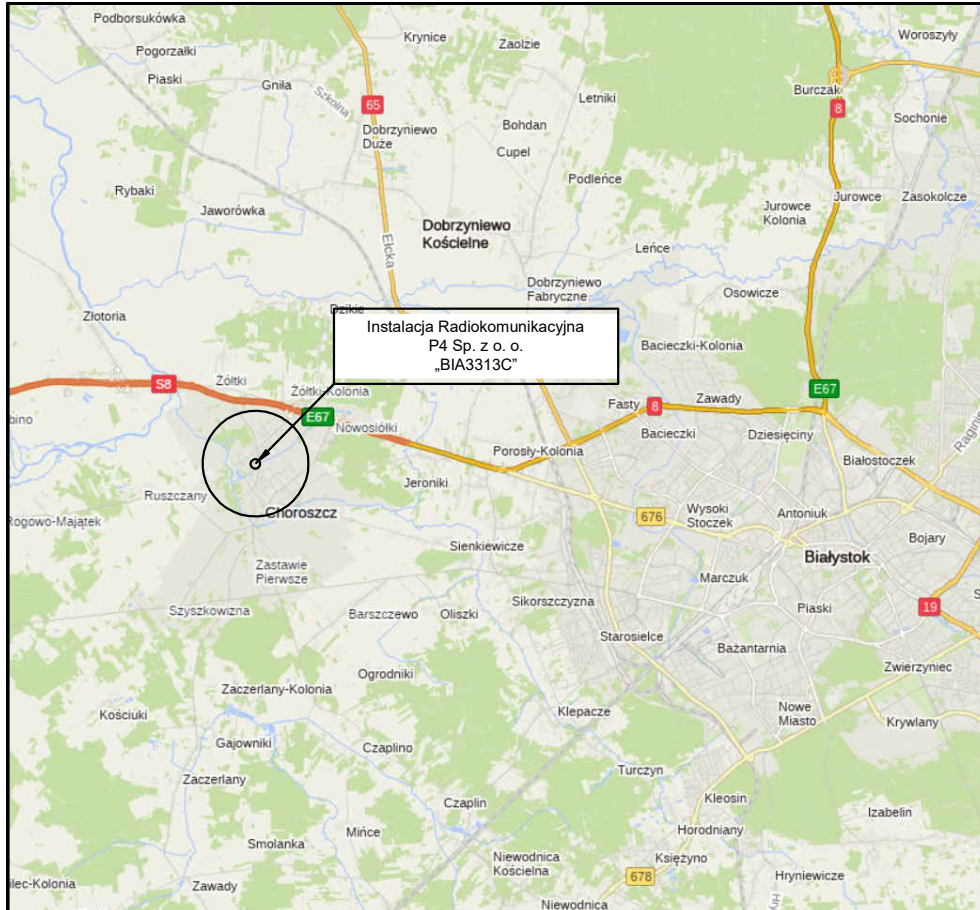 Podborsukówka
Krynice
Zaolzie
Woroszyły
Pogorzałki
Piaski
Gniła
Szkolna
65
Letniki
Burczak
8
Sochonie
Dobrzyniewo
Duże
Bohdan
Cupel
Podleńce
Rybaki
Jaworówka
Jurowce
Kolonia
Jurowce
Zasokolcze
Dobrzyniewo
Kościelne
Ełcka
Leńce
Dobrzyniewo
Fabryczne
Osowicze
Złotoria
Dzikie
Instalacja Radiokomunikacyjna
P4 Sp. z o. o.
„BIA3313C”
Bacieczki-Kolonia
S8
Żółtki
Żółtki-Kolonia
E67
Zawady
E67
Fasty
8
Nowosiółki
Bacieczki
Dziesięciny
Porosły-Kolonia
Białostoczek
Jeroniki
Ruszczany
Choroszcz
Rogowo-Majątek
676
Wysoki
Stoczek
Antoniuk
Bojary
Sienkiewicze
Białystok
Zastawie
Pierwsze
Marczuk
Szyszkowizna
Barszczewo
Oliszki
Sikorszczyzna
Piaski
19
Starosielce
Bażantarnia
Zwierzyniec
Ogrodniki
Zaczerlany-Kolonia
Kościuki
Klepacze
Nowe
Miasto
Krywlany
Gajowniki
Czaplino
Zaczerlany
Turczyn
Czaplin
Kleosin
Izabelin
Mińce
Horodniany
Smolanka
Niewodnica
Kościelna
Księżyno
Zawady
678
Hryniewicze
Niewodnica